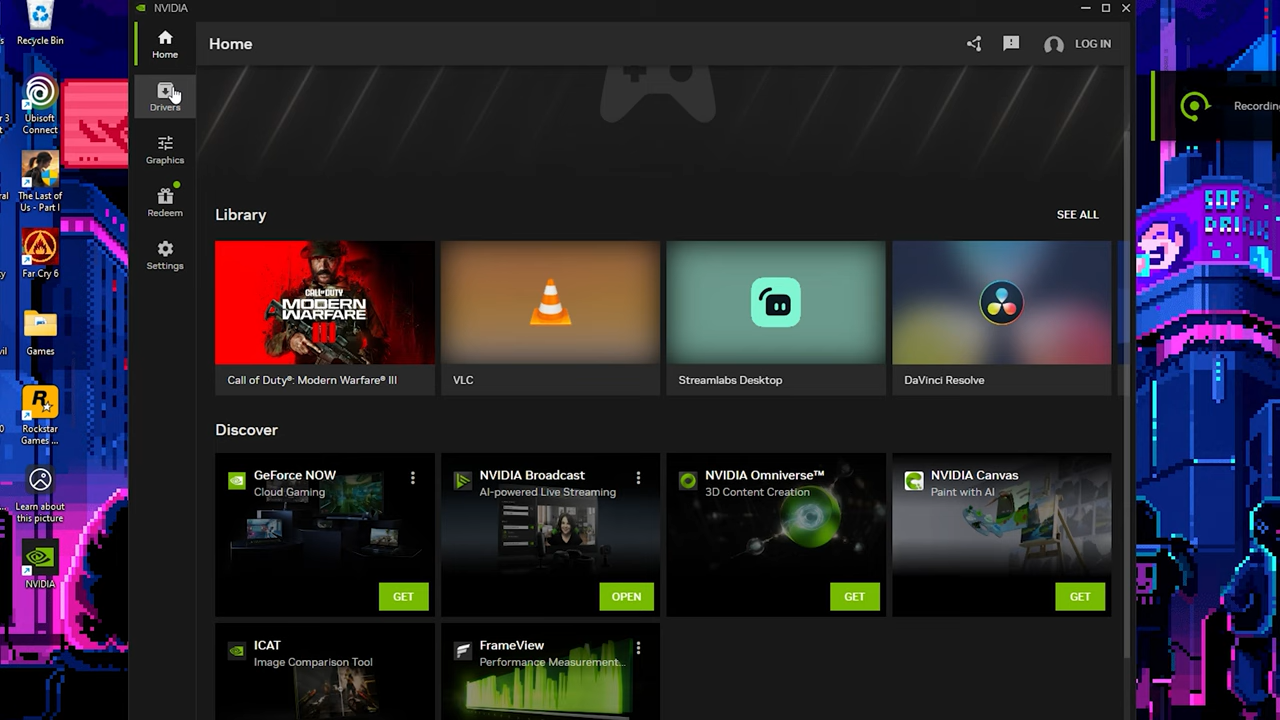 NVIDIA
Recycle Bin
Ubisoft
Connect
The Last of
Us - Part I
Far Cry 6
Games
Rockstar
Games ...
Learn about
this picture
NVIDIA
Home
Drivers
Graphics
Redeem
Settings
Home
LOG IN
Library
SEE ALL
CALL OF DUTY
MODERN
WARFARE
III
Call of Duty®: Modern Warfare® III
VLC
Streamlabs Desktop
DaVinci Resolve
Discover
GeForce NOW
Cloud Gaming
GET
NVIDIA Broadcast
AI-powered Live Streaming
OPEN
NVIDIA Omniverse™
3D Content Creation
GET
NVIDIA Canvas
Paint with AI
GET
ICAT
Image Comparison Tool
FrameView
Performance Measurement...
Recordin
SOFT
DRI